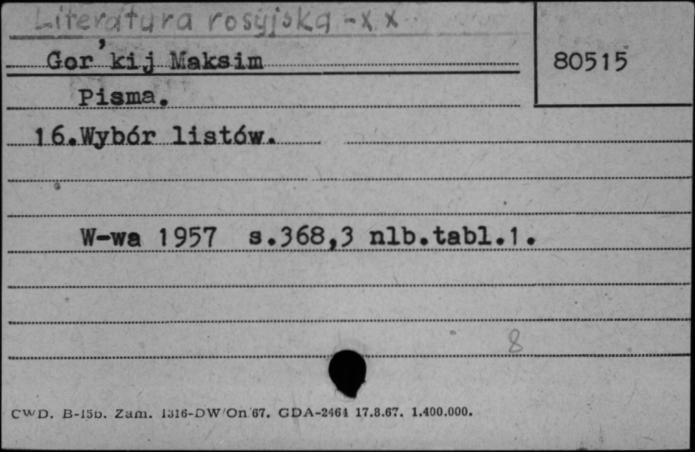 Literatura rosyjska - XX
Gor'kij Maksim
80515
Pisma.
16.Wybór listów.
W-wa 1957 s.368,3 nlb.tabl.1.
8
CWD. B-15b. Zam. 1316-DW/On/67. GDA-2464 17.8.67. 1.400.000.